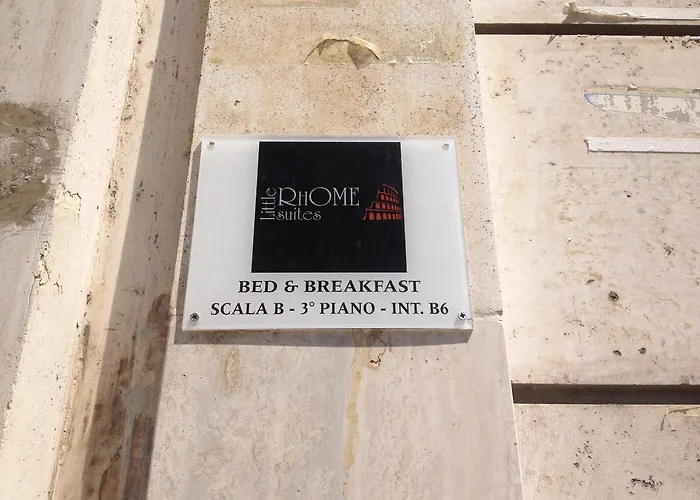 Little
RHOME
suites
BED & BREAKFAST
SCALA B - 3° PIANO - INT. B6